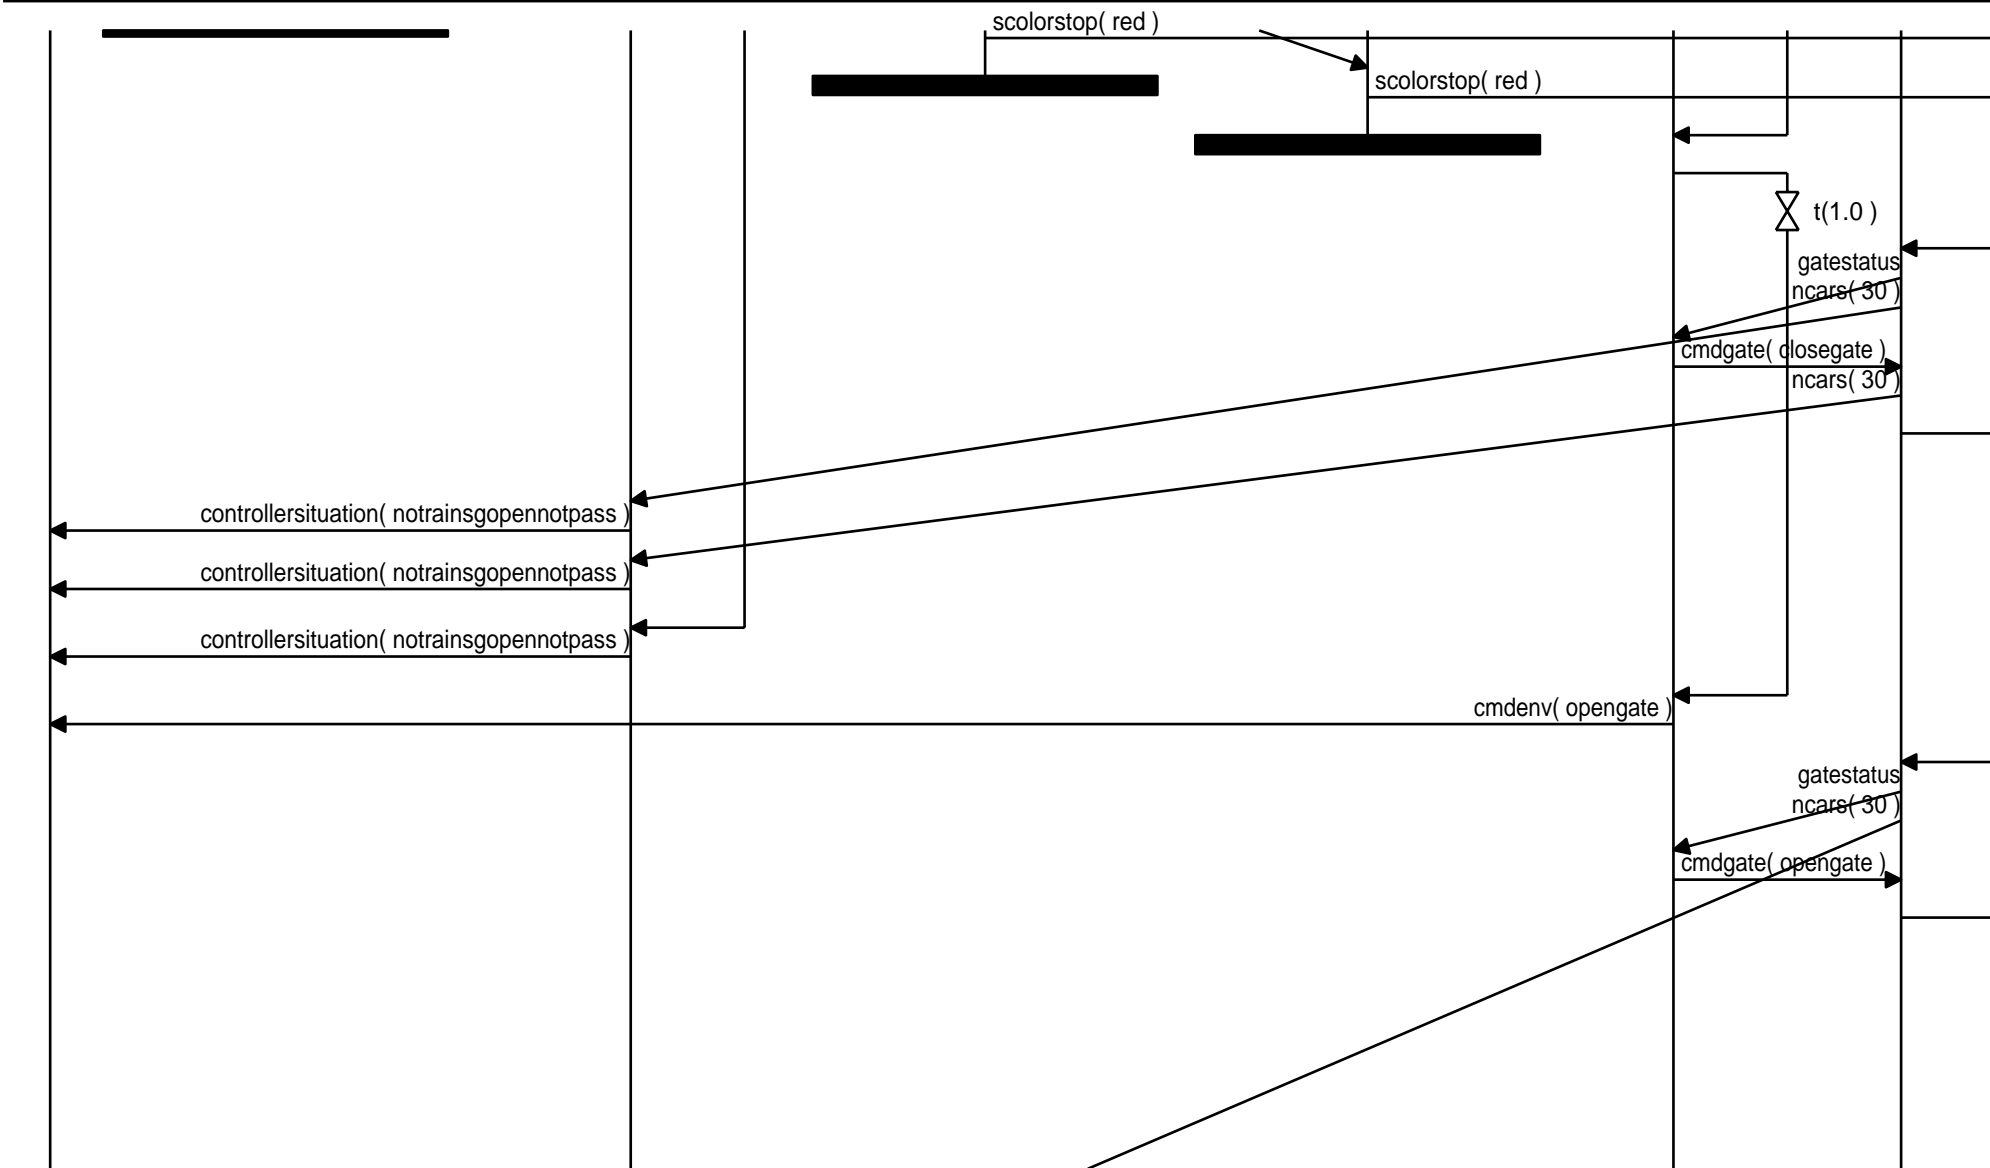 scolorstop( red )
scolorstop( red )
t(1.0 )
gatestatus
ncars( 30 )
cmdgate( closegate )
ncars( 30 )
controllersituation( notrainsgopennotpass )
controllersituation( notrainsgopennotpass )
controllersituation( notrainsgopennotpass )
cmdenv( opengate )
gatestatus
ncars( 30 )
cmdgate( opengate )